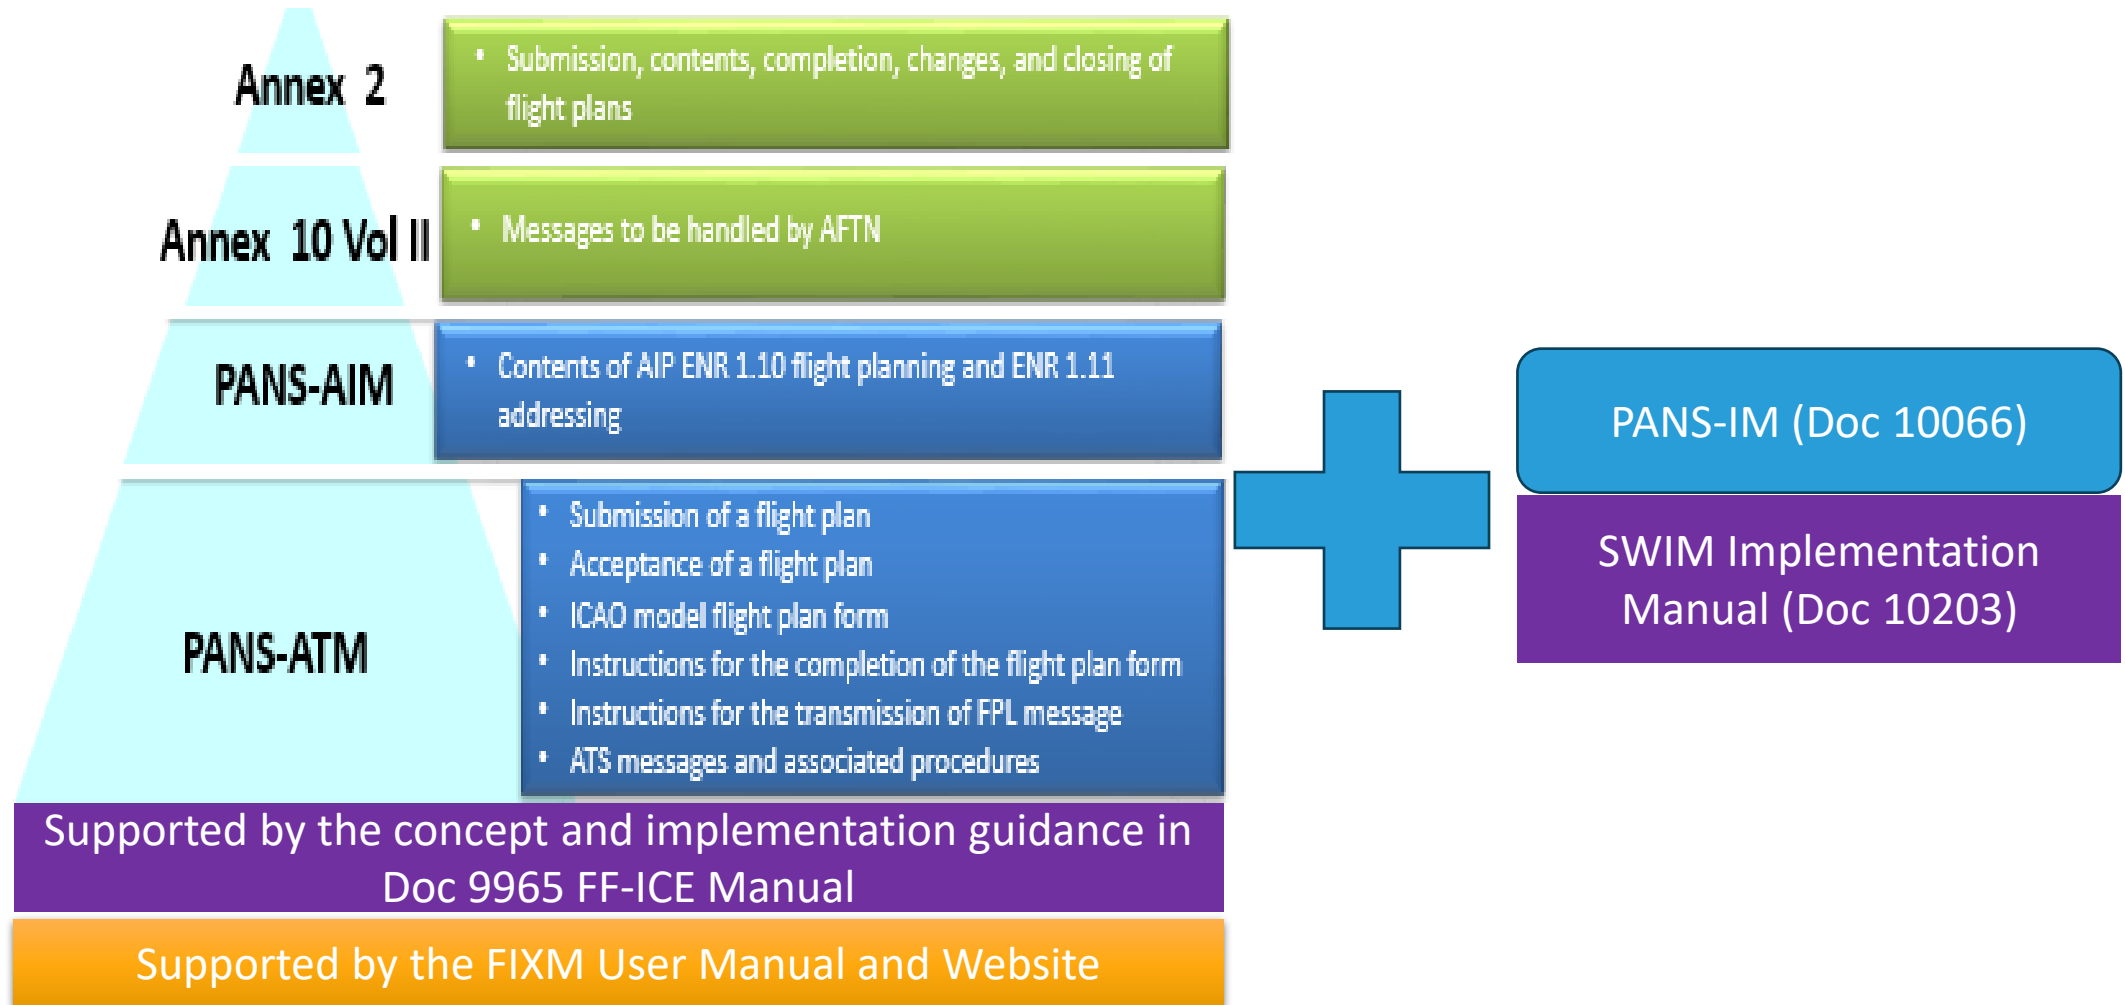 Annex 2
• Submission, contents, completion, changes, and closing of
flight plans
Annex 10 Vol II
• Messages to be handled by AFTN
PANS-AIM
• Contents of AIP ENR 1.10 flight planning and ENR 1.11
addressing
PANS-ATM
• Submission of a flight plan
• Acceptance of a flight plan
• ICAO model flight plan form
• Instructions for the completion of the flight plan form
• Instructions for the transmission of FPL message
• ATS messages and associated procedures
Supported by the concept and implementation guidance in
Doc 9965 FF-ICE Manual
Supported by the FIXM User Manual and Website
PANS-IM (Doc 10066)
SWIM Implementation
Manual (Doc 10203)